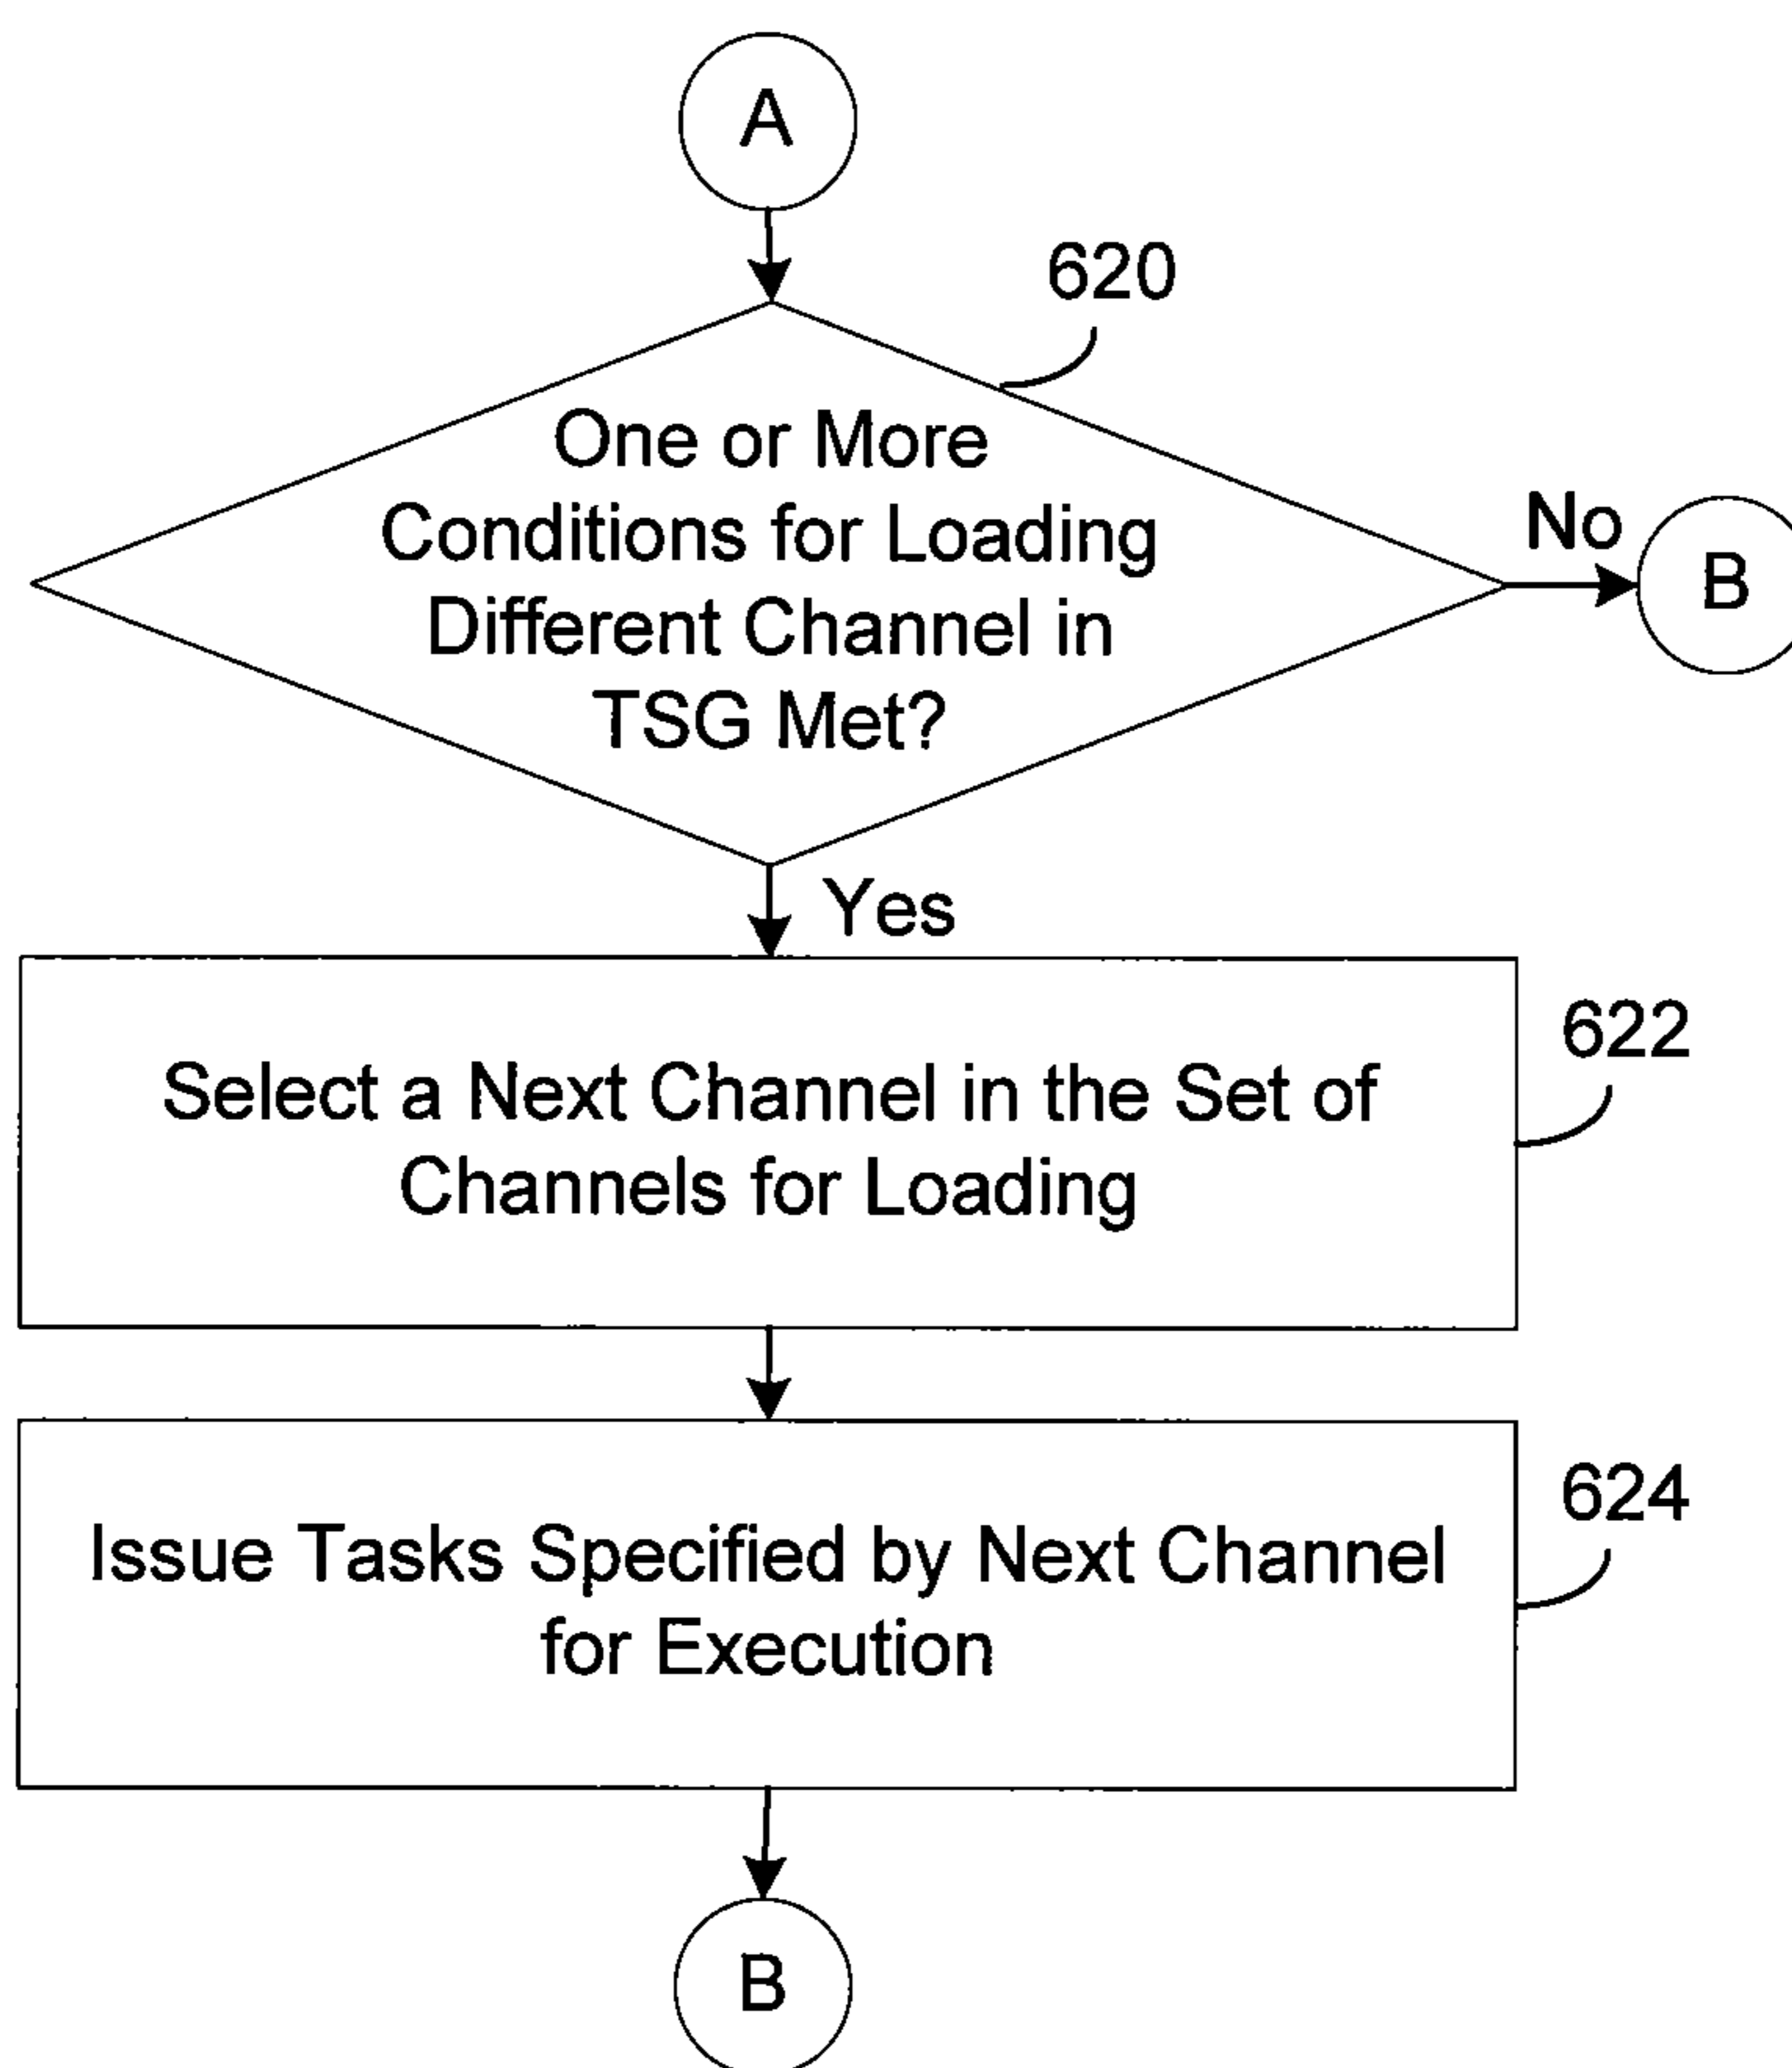 A
620
One or More
Conditions for Loading
Different Channel in
TSG Met?
No
B
Yes
622
Select a Next Channel in the Set of
Channels for Loading
624
Issue Tasks Specified by Next Channel
for Execution
B